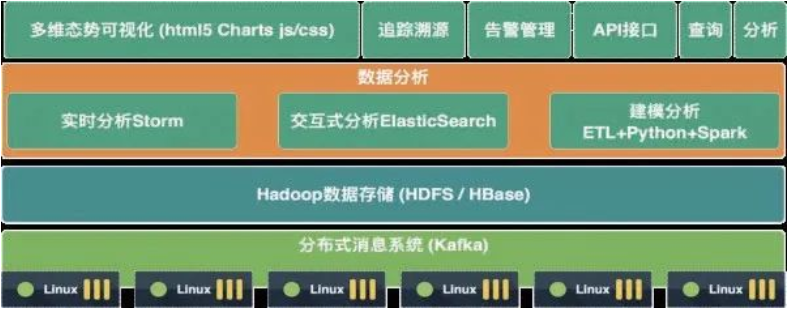 多维态势可视化 (html5 Charts js/css)
追踪溯源
告警管理
API接口
查询
分析
数据分析
实时分析Storm
交互式分析ElasticSearch
建模分析
ETL+Python+Spark
Hadoop数据存储 (HDFS / HBase)
分布式消息系统 (Kafka)
Linux
Linux
Linux
Linux
Linux
Linux